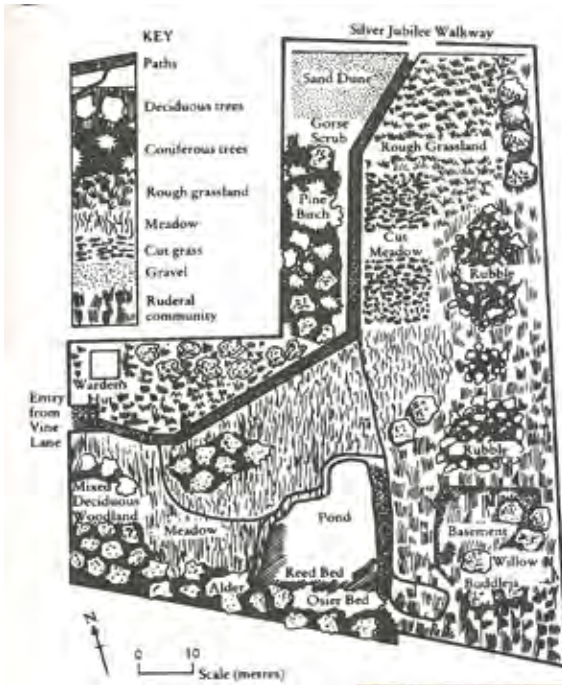 Silver Jubilee Walkway
KEY
Paths
Deciduous trees
Coniferous trees
Rough grassland
Meadow
Cut grass
Gravel
Ruderal
community
Sand Dune
Gorse
Scrub
Rough Grassland
Pine
Birch
Cut
Meadow
Rubble
Warden's
Hut
Entry
from
Vine
Lane
Rubble
Mixed
Deciduous
Woodland
Meadow
Pond
Basement
Willow
Buddleja
Alder
Reed Bed
Osier Bed
N
0 10
Scale (metres)